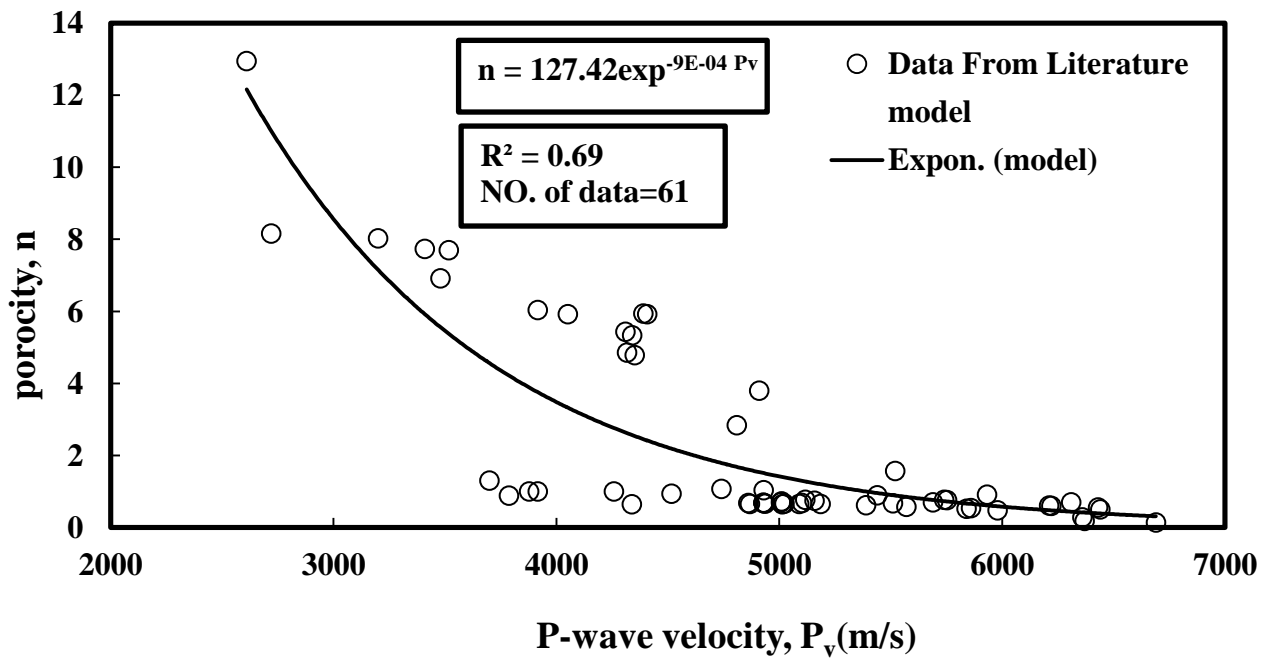 14
12
10
8
6
4
2
0
porocity, n
n = 127.42exp-9E-04 Pv
R² = 0.69
NO. of data=61
Data From Literature
model
Expon. (model)
2000 3000 4000 5000 6000 7000
P-wave velocity, Pv(m/s)